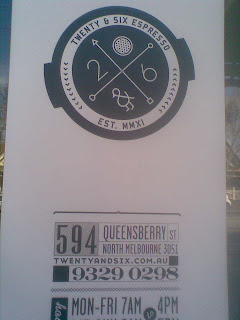 TWENTY & SIX ESPRESSO
2 & 6
EST. MMXI
594 QUEENSBERRY ST
NORTH MELBOURNE 3051
TWENTYANDSIX.COM.AU
9329 0298
MON-FRI 7AM 4PM